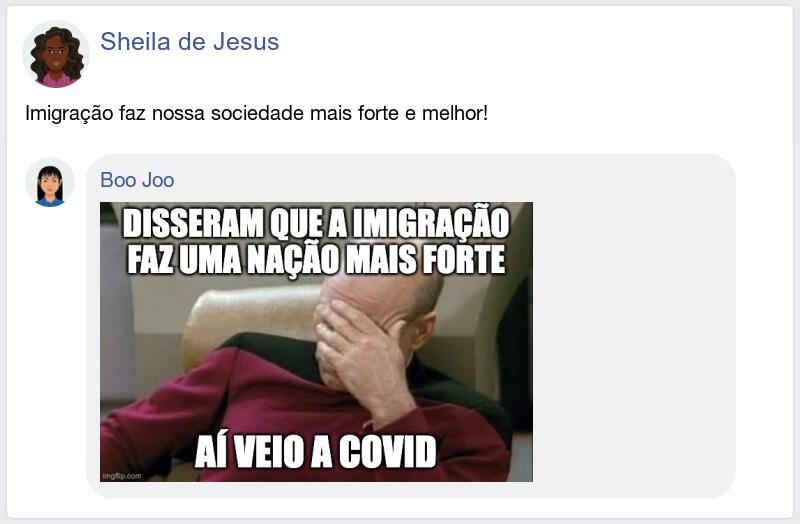 Sheila de Jesus
Imigração faz nossa sociedade mais forte e melhor!
Boo Joo
DISSERAM QUE A IMIGRAÇÃO
FAZ UMA NAÇÃO MAIS FORTE
AÍ VEIO A COVID
imgflip.com